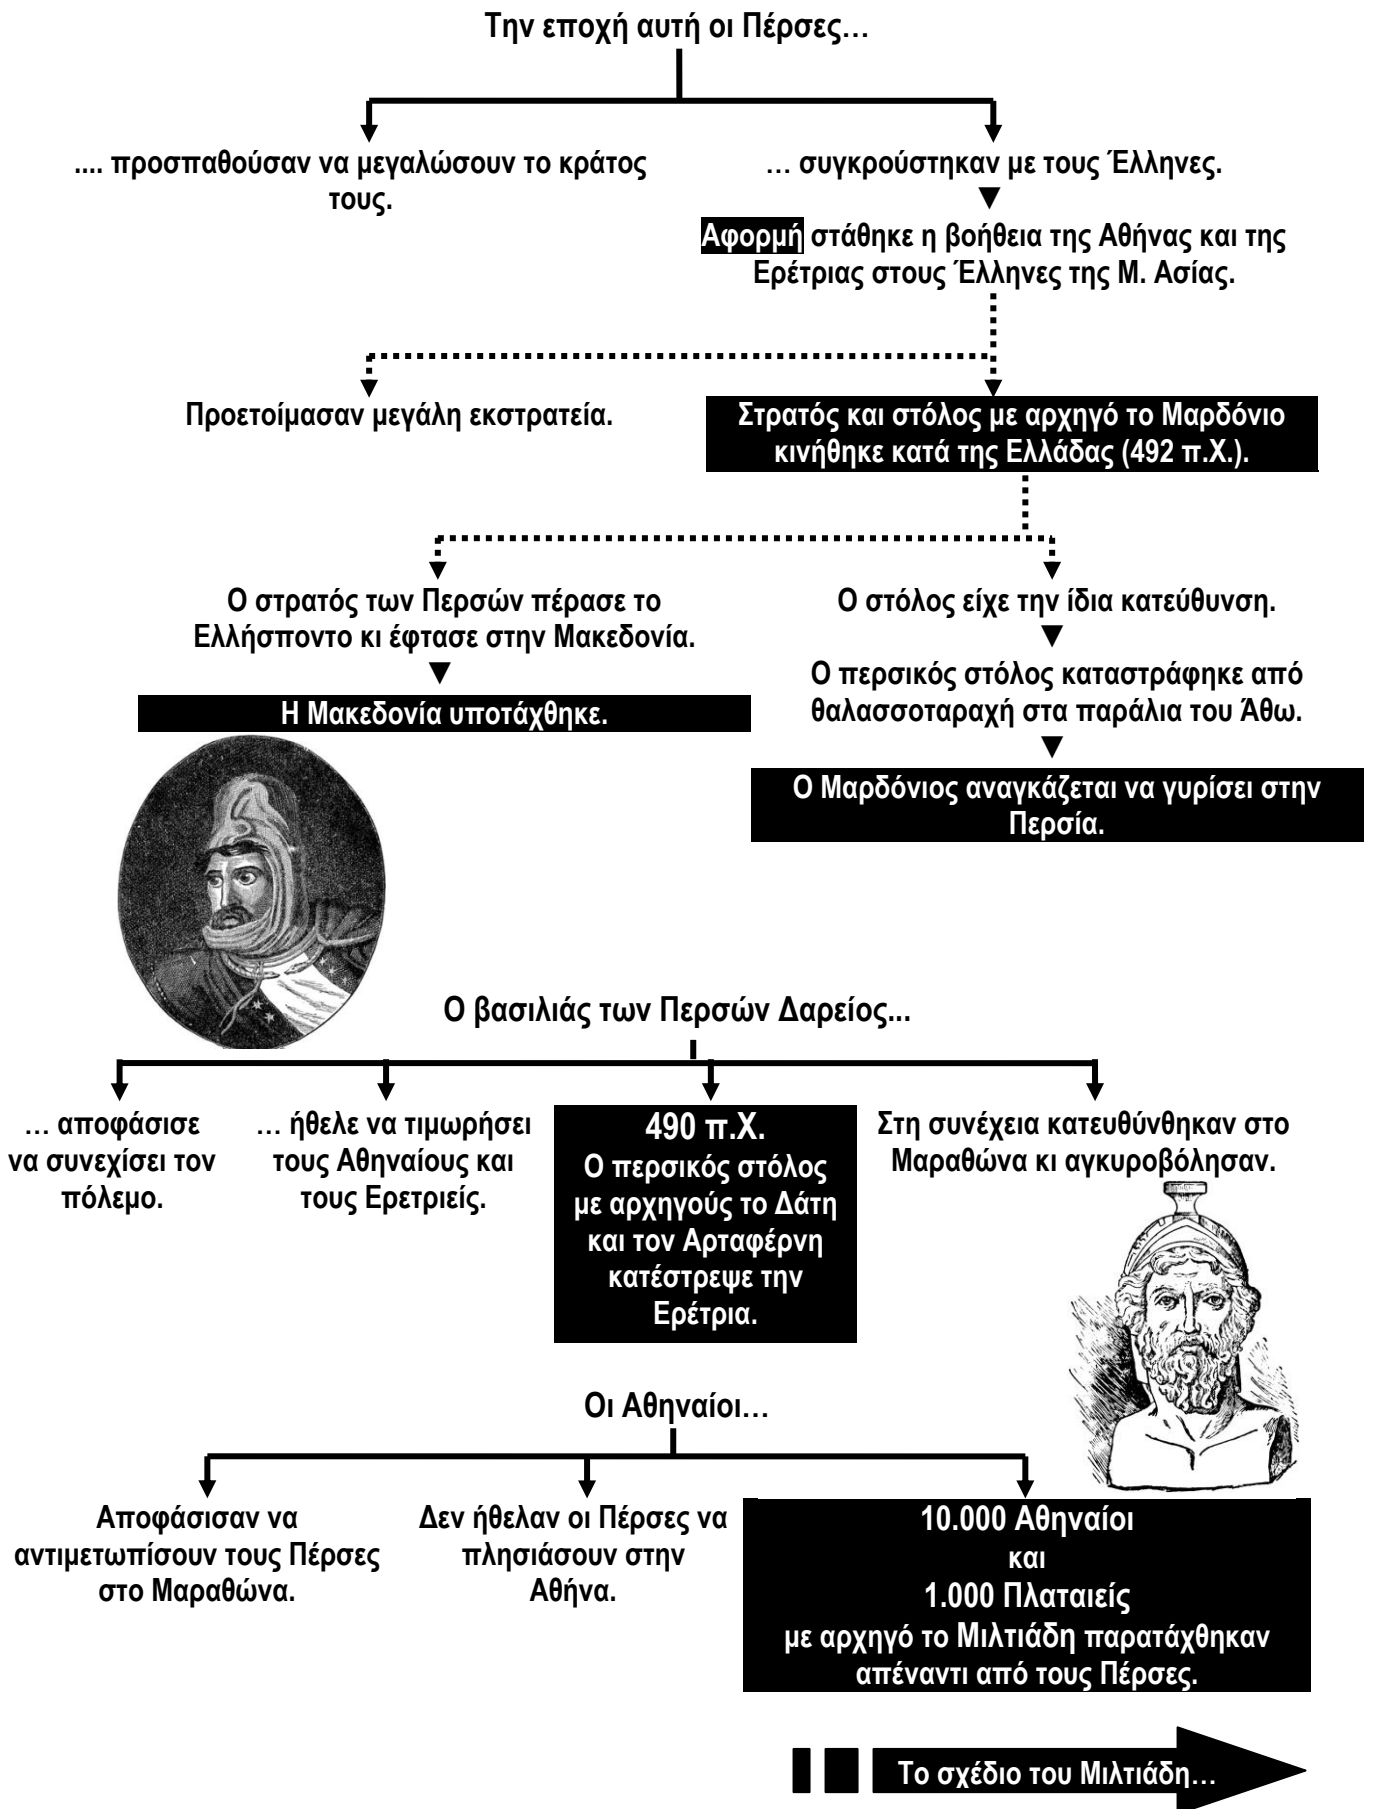 Την εποχή αυτή οι Πέρσες…
.... προσπαθούσαν να μεγαλώσουν το κράτος
τους.
… συγκρούστηκαν με τους Έλληνες.
Αφορμή στάθηκε η βοήθεια της Αθήνας και της
Ερέτριας στους Έλληνες της Μ. Ασίας.
Προετοίμασαν μεγάλη εκστρατεία.
Στρατός και στόλος με αρχηγό το Μαρδόνιο
κινήθηκε κατά της Ελλάδας (492 π.Χ.).
Ο στρατός των Περσών πέρασε το
Ελλήσποντο κι έφτασε στην Μακεδονία.
Η Μακεδονία υποτάχθηκε.
Ο στόλος είχε την ίδια κατεύθυνση.
Ο περσικός στόλος καταστράφηκε από
θαλασσοταραχή στα παράλια του Άθω.
Ο Μαρδόνιος αναγκάζεται να γυρίσει στην
Περσία.
Ο βασιλιάς των Περσών Δαρείος...
… αποφάσισε
να συνεχίσει τον
πόλεμο.
… ήθελε να τιμωρήσει
τους Αθηναίους και
τους Ερετριείς.
490 π.Χ.
Ο περσικός στόλος
με αρχηγούς το Δάτη
και τον Αρταφέρνη
κατέστρεψε την
Ερέτρια.
Στη συνέχεια κατευθύνθηκαν στο
Μαραθώνα κι αγκυροβόλησαν.
Οι Αθηναίοι…
Αποφάσισαν να
αντιμετωπίσουν τους Πέρσες
στο Μαραθώνα.
Δεν ήθελαν οι Πέρσες να
πλησιάσουν στην
Αθήνα.
10.000 Αθηναίοι
και
1.000 Πλαταιείς
με αρχηγό το Μιλτιάδη παρατάχθηκαν
απέναντι από τους Πέρσες.
Το σχέδιο του Μιλτιάδη…